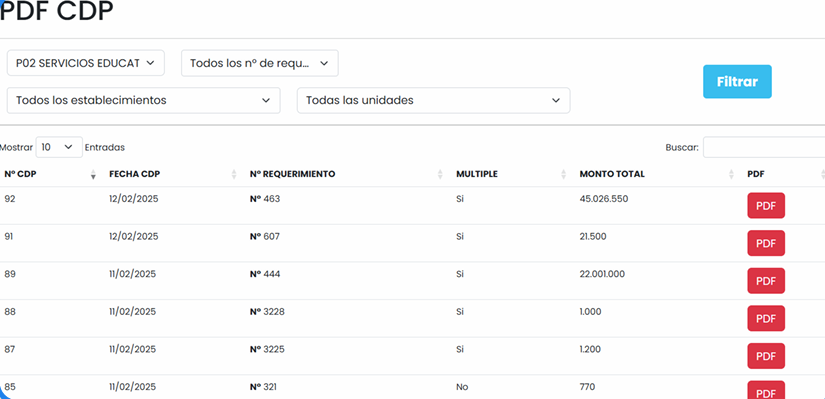 PDF CDP
P02 SERVICIOS EDUCAT
Todos los nº de requ...
Filtrar
Todos los establecimientos
Todas las unidades
Mostrar 10 Entradas
Buscar:
Nº CDP FECHA CDP Nº REQUERIMIENTO MULTIPLE MONTO TOTAL PDF
92 12/02/2025 Nº 463 Si 45.026.550 PDF
91 12/02/2025 Nº 607 Si 21.500 PDF
89 11/02/2025 Nº 444 Si 22.001.000 PDF
88 11/02/2025 Nº 3228 Si 1.000 PDF
87 11/02/2025 Nº 3225 Si 1.200 PDF
85 11/02/2025 Nº 321 No 770 PDF